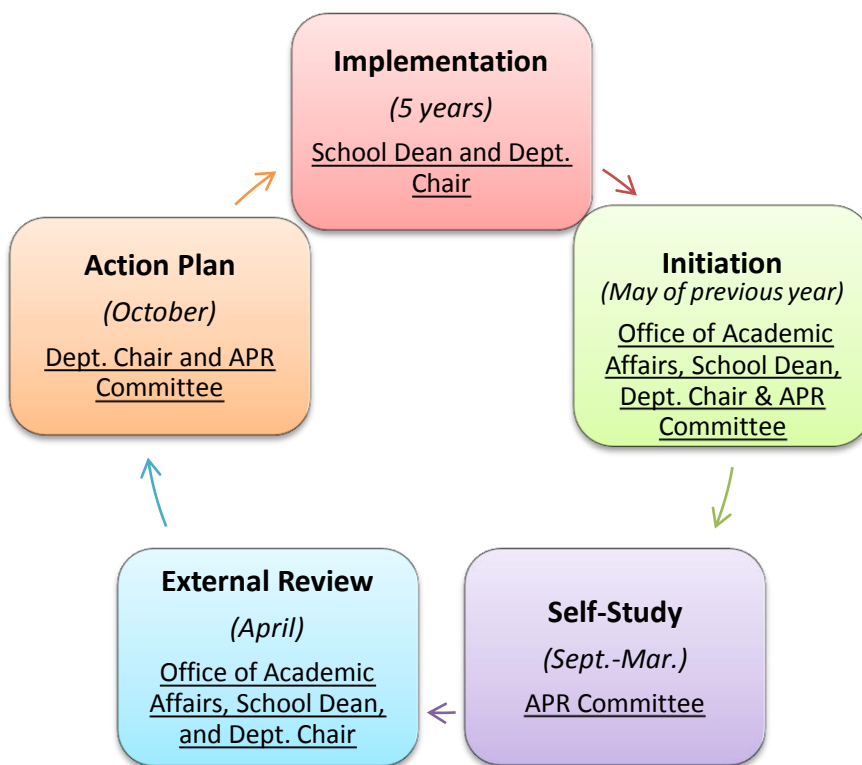 Implementation
(5 years)
School Dean and Dept.
Chair
Initiation
(May of previous year)
Office of Academic
Affairs, School Dean,
Dept. Chair & APR
Committee
Self-Study
(Sept.-Mar.)
APR Committee
External Review
(April)
Office of Academic
Affairs, School Dean,
and Dept. Chair
Action Plan
(October)
Dept. Chair and APR
Committee